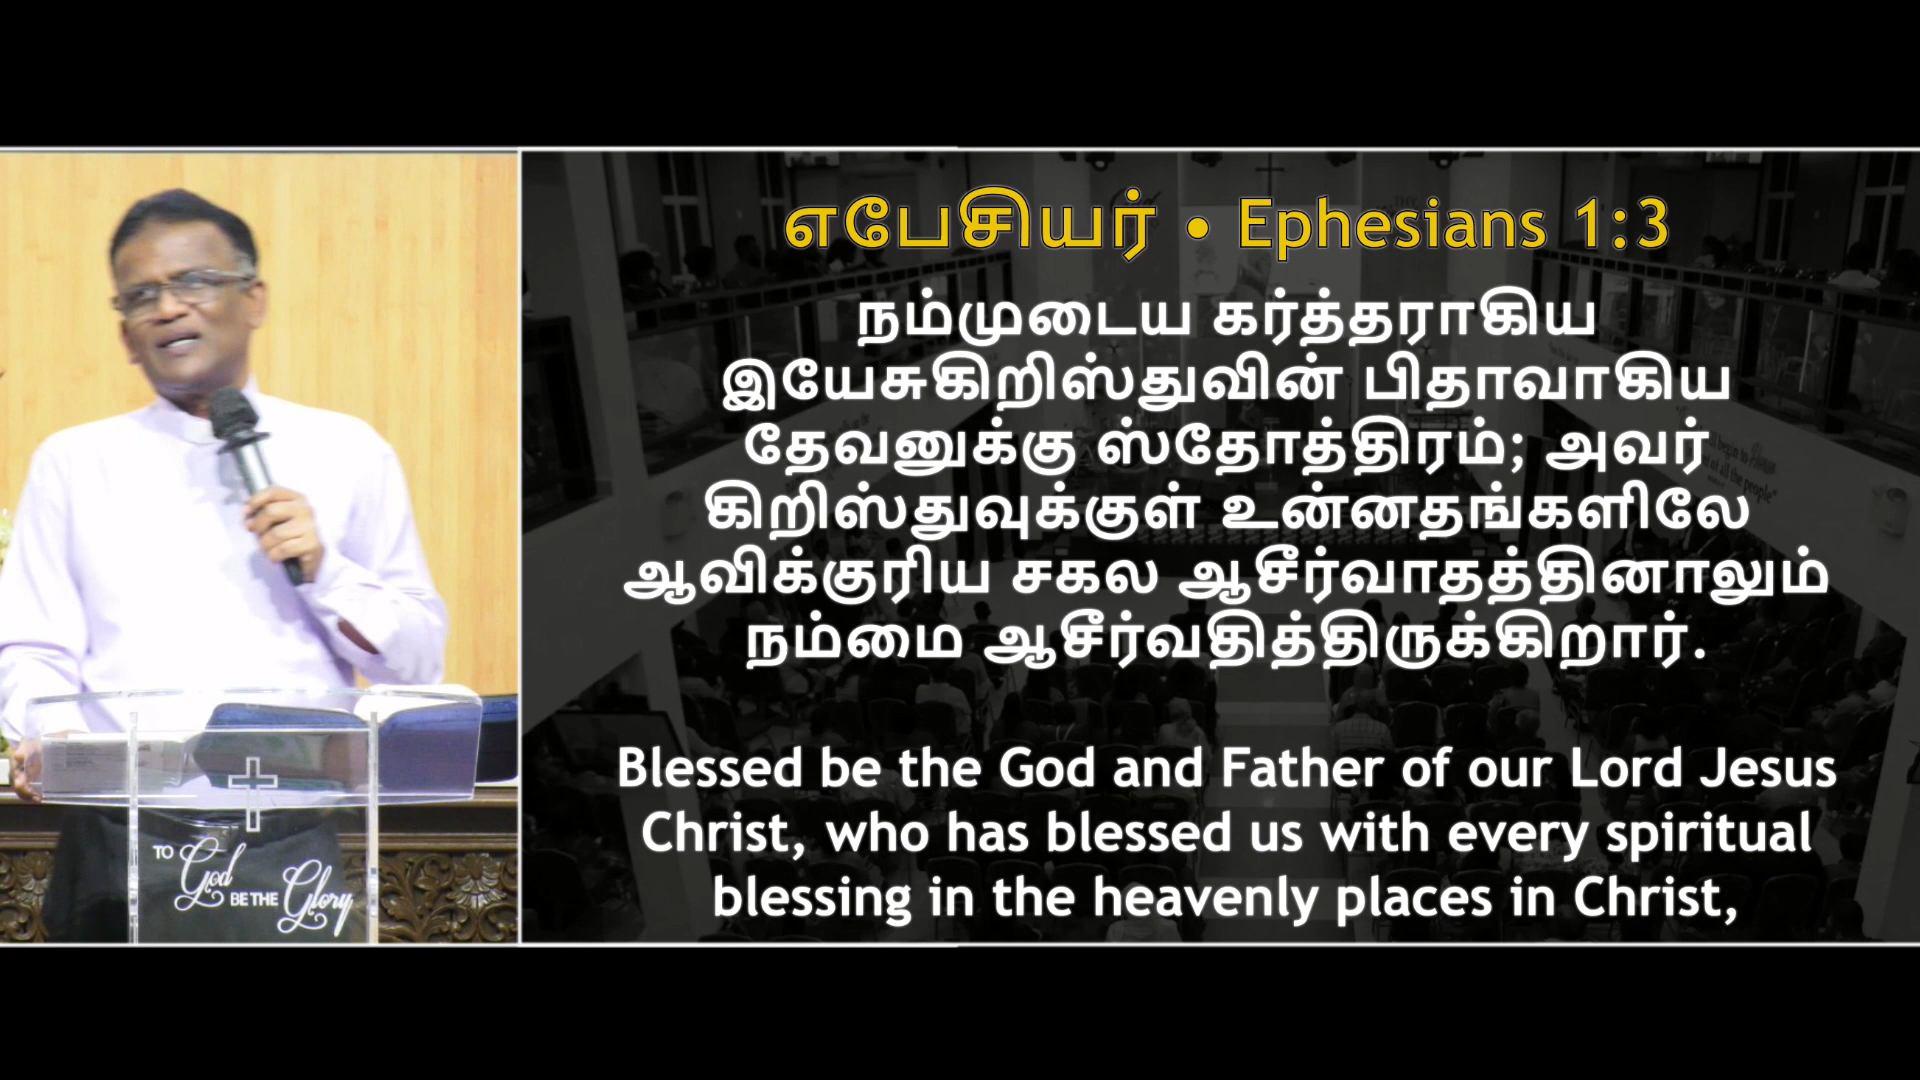 எபேசியர் • Ephesians 1:3
நம்முடைய கர்த்தராகிய
இயேசுகிறிஸ்துவின் பிதாவாகிய
தேவனுக்கு ஸ்தோத்திரம்; அவர்
கிறிஸ்துவுக்குள் உன்னதங்களிலே
ஆவிக்குரிய சகல ஆசீர்வாதத்தினாலும்
நம்மை ஆசீர்வதித்திருக்கிறார்.
Blessed be the God and Father of our Lord Jesus
Christ, who has blessed us with every spiritual
blessing in the heavenly places in Christ,
TO God
BE THE Glory